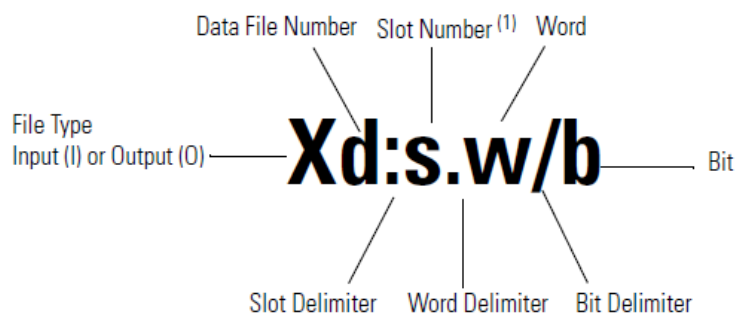 Data File Number Slot Number (1) Word
File Type
Input (I) or Output (O)
Xd:s.w/b
Bit
Slot Delimiter Word Delimiter Bit Delimiter